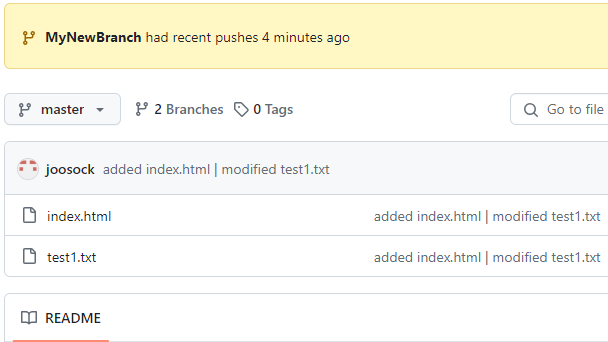 MyNewBranch had recent pushes 4 minutes ago
master 2 Branches 0 Tags Go to file
joosock added index.html | modified test1.txt
index.html added index.html | modified test1.txt
test1.txt added index.html | modified test1.txt
README